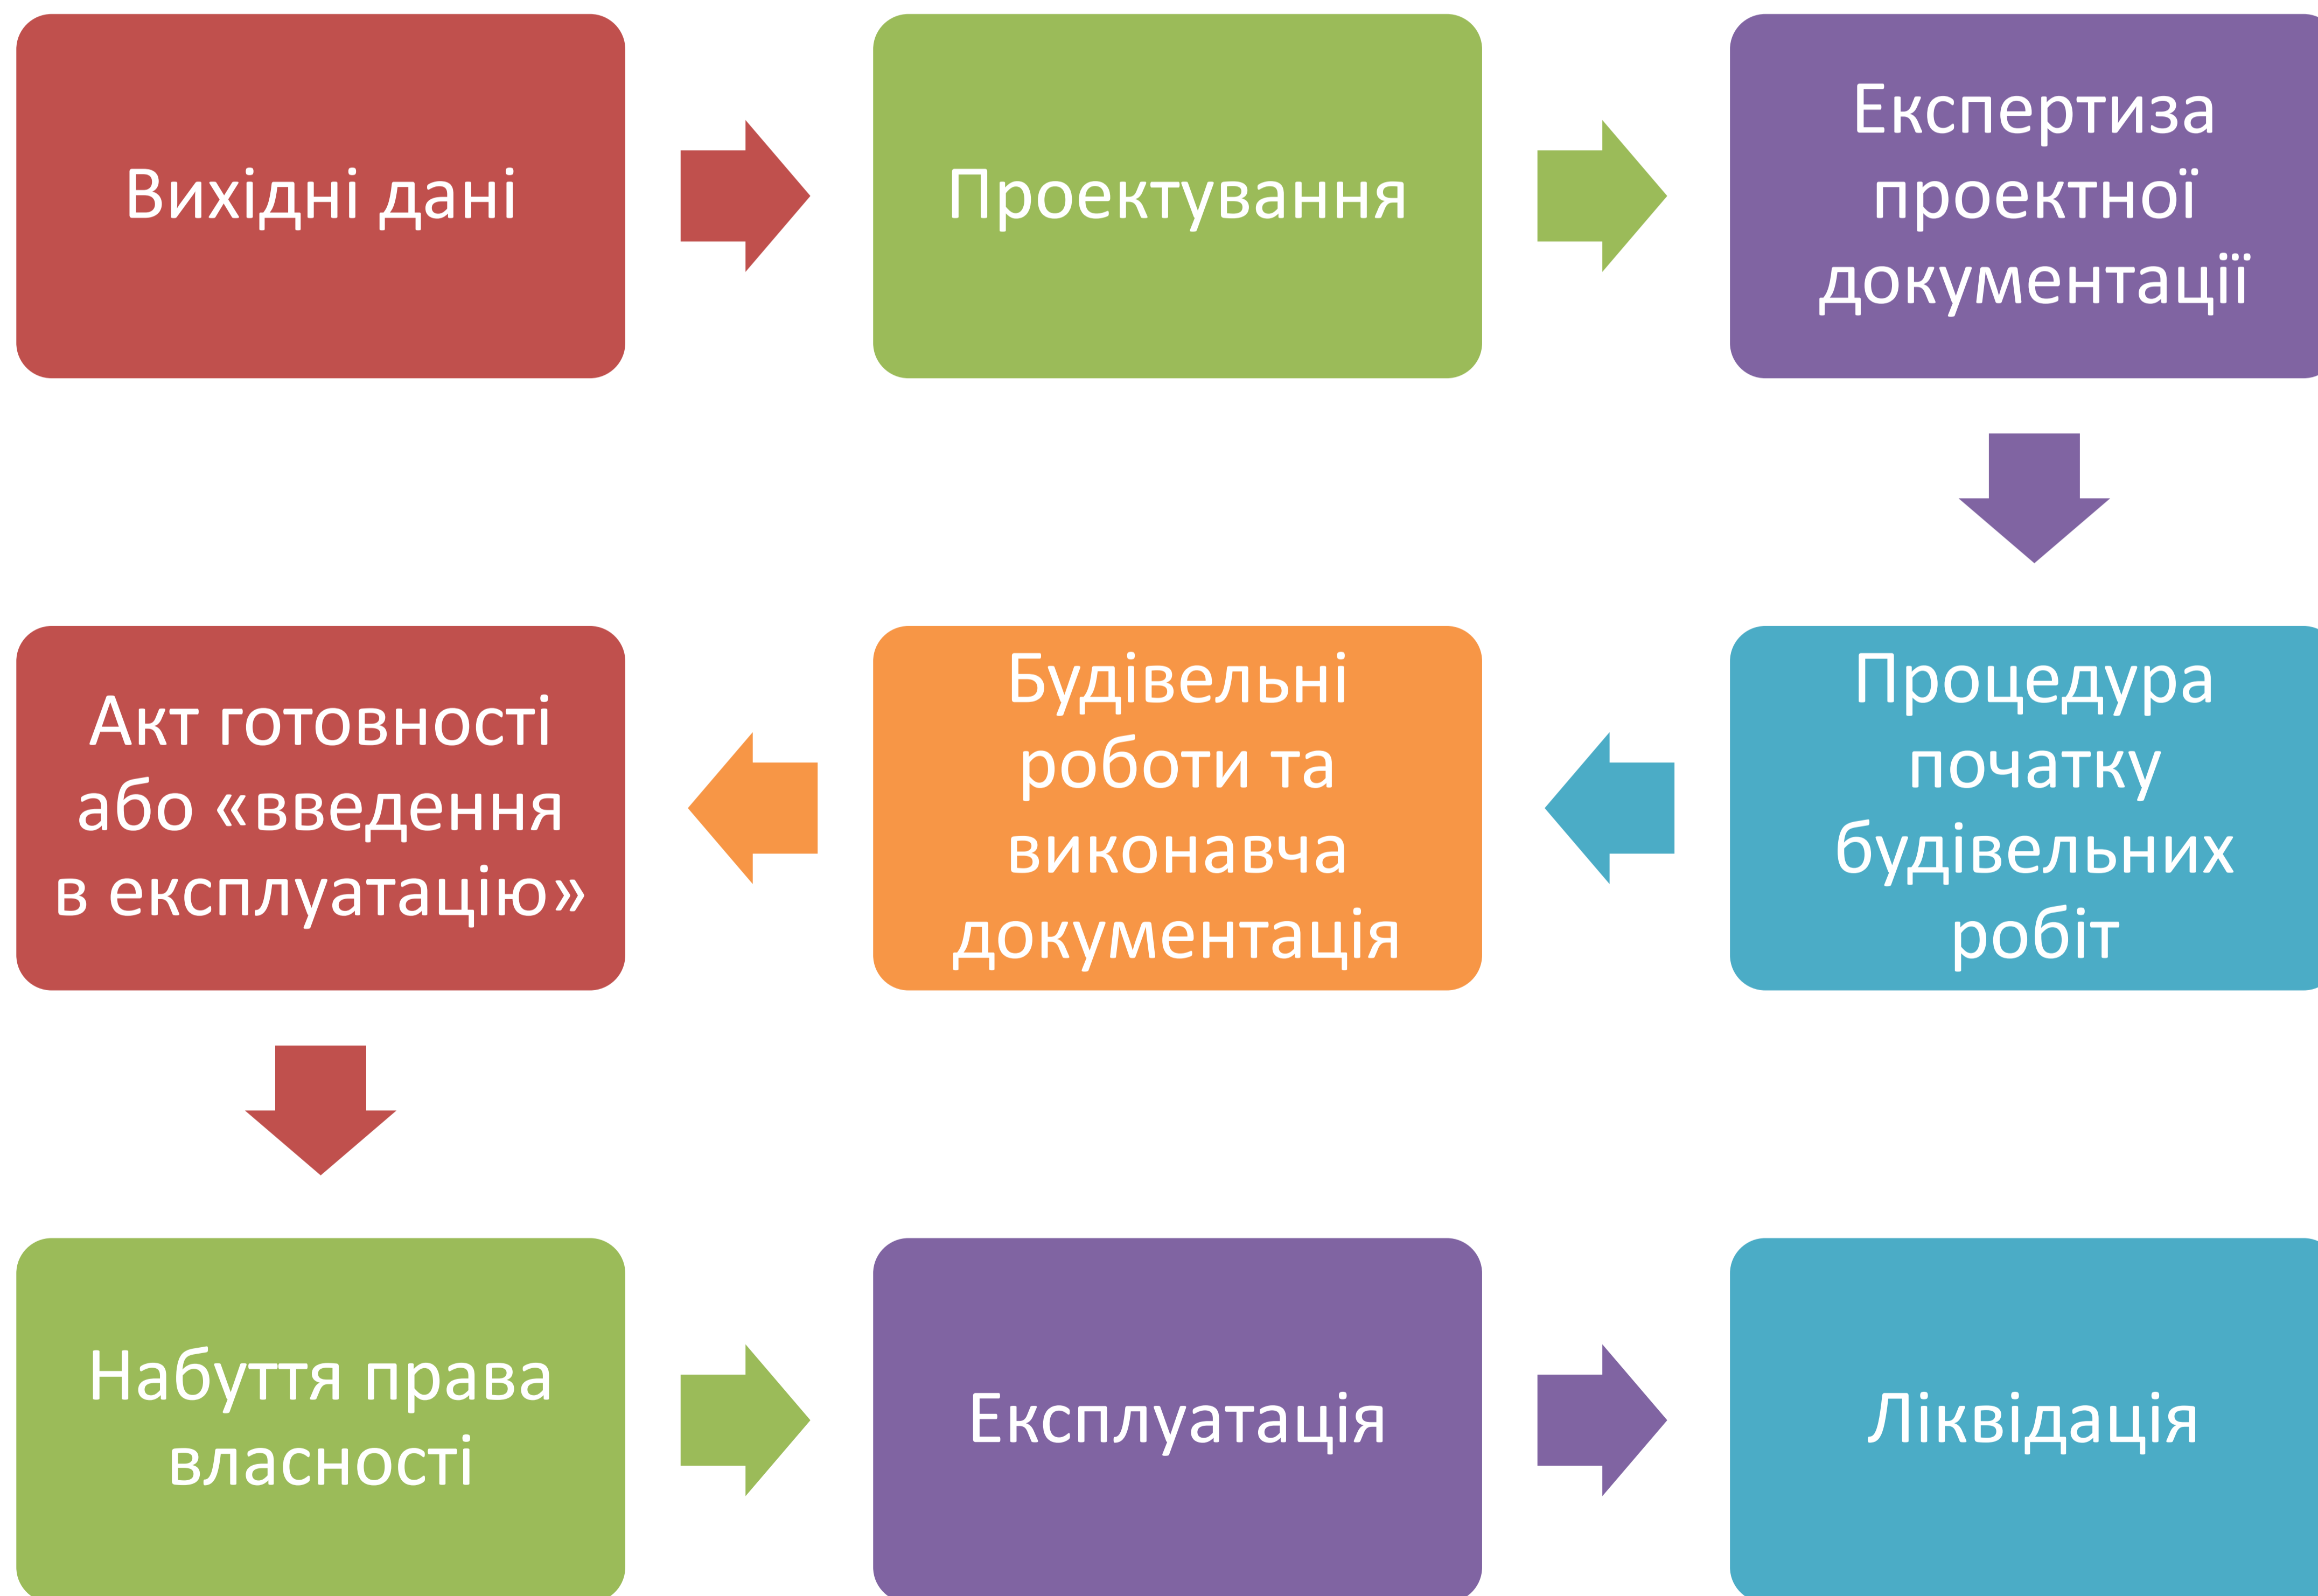 Вихідні дані
Проектування
Експертиза
проектної
документації
Процедура
початку
будівельних
робіт
Будівельні
роботи та
виконавча
документація
Акт готовності
або «введення
в експлуатацію»
Набуття права
власності
Експлуатація
Ліквідація